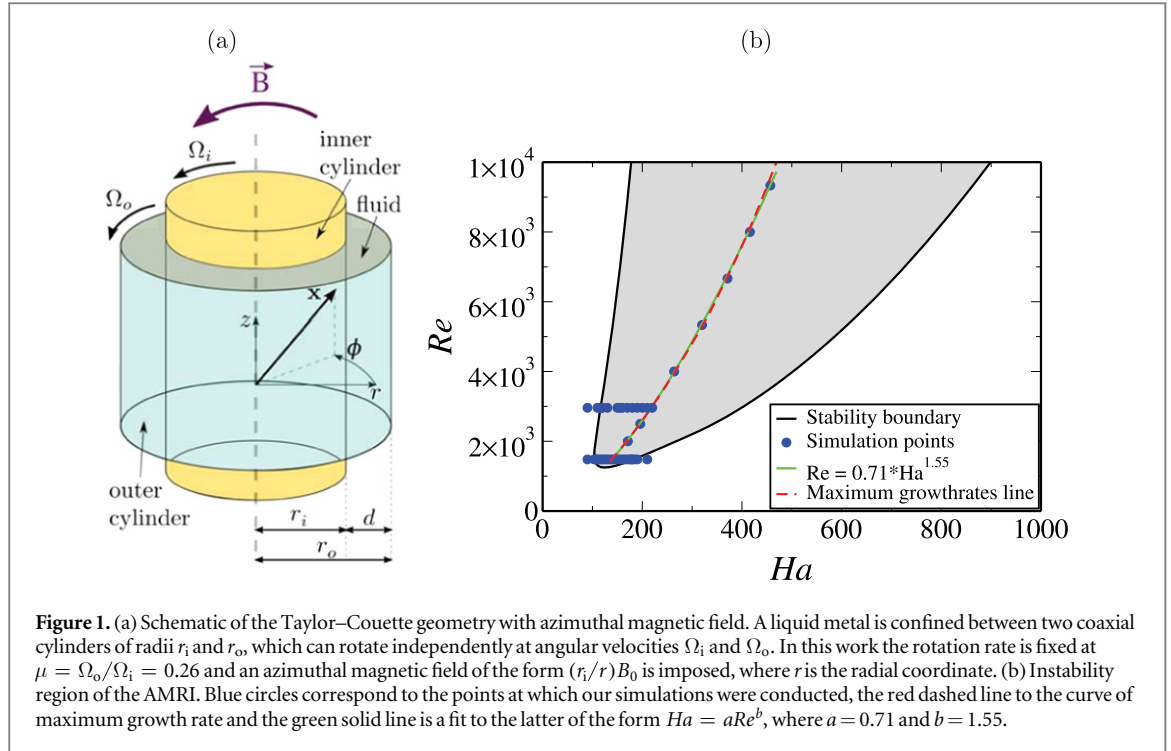 (a)
(b)
B
inner
cylinder
Ω_i
fluid
Ω_o
x
z
ϕ
r
outer
cylinder
r_i
d
r_o
Re
1×10^4
8×10^3
6×10^3
4×10^3
2×10^3
0
0
200
400
600
800
1000
Ha
Stability boundary
Simulation points
Re = 0.71*Ha^1.55
Maximum growthrates line
Figure 1. (a) Schematic of the Taylor–Couette geometry with azimuthal magnetic field. A liquid metal is confined between two coaxial
cylinders of radii r_i and r_o, which can rotate independently at angular velocities Ω_i and Ω_o. In this work the rotation rate is fixed at
μ = Ω_o/Ω_i = 0.26 and an azimuthal magnetic field of the form (r_i/r)B_0 is imposed, where r is the radial coordinate. (b) Instability
region of the AMRI. Blue circles correspond to the points at which our simulations were conducted, the red dashed line to the curve of
maximum growth rate and the green solid line is a fit to the latter of the form Ha = aRe^b, where a = 0.71 and b = 1.55.